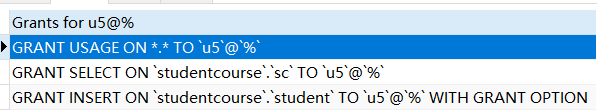 Grants for u5@%
GRANT USAGE ON *.* TO `u5`@`%`
GRANT SELECT ON `studentcourse`.`sc` TO `u5`@`%`
GRANT INSERT ON `studentcourse`.`student` TO `u5`@`%` WITH GRANT OPTION